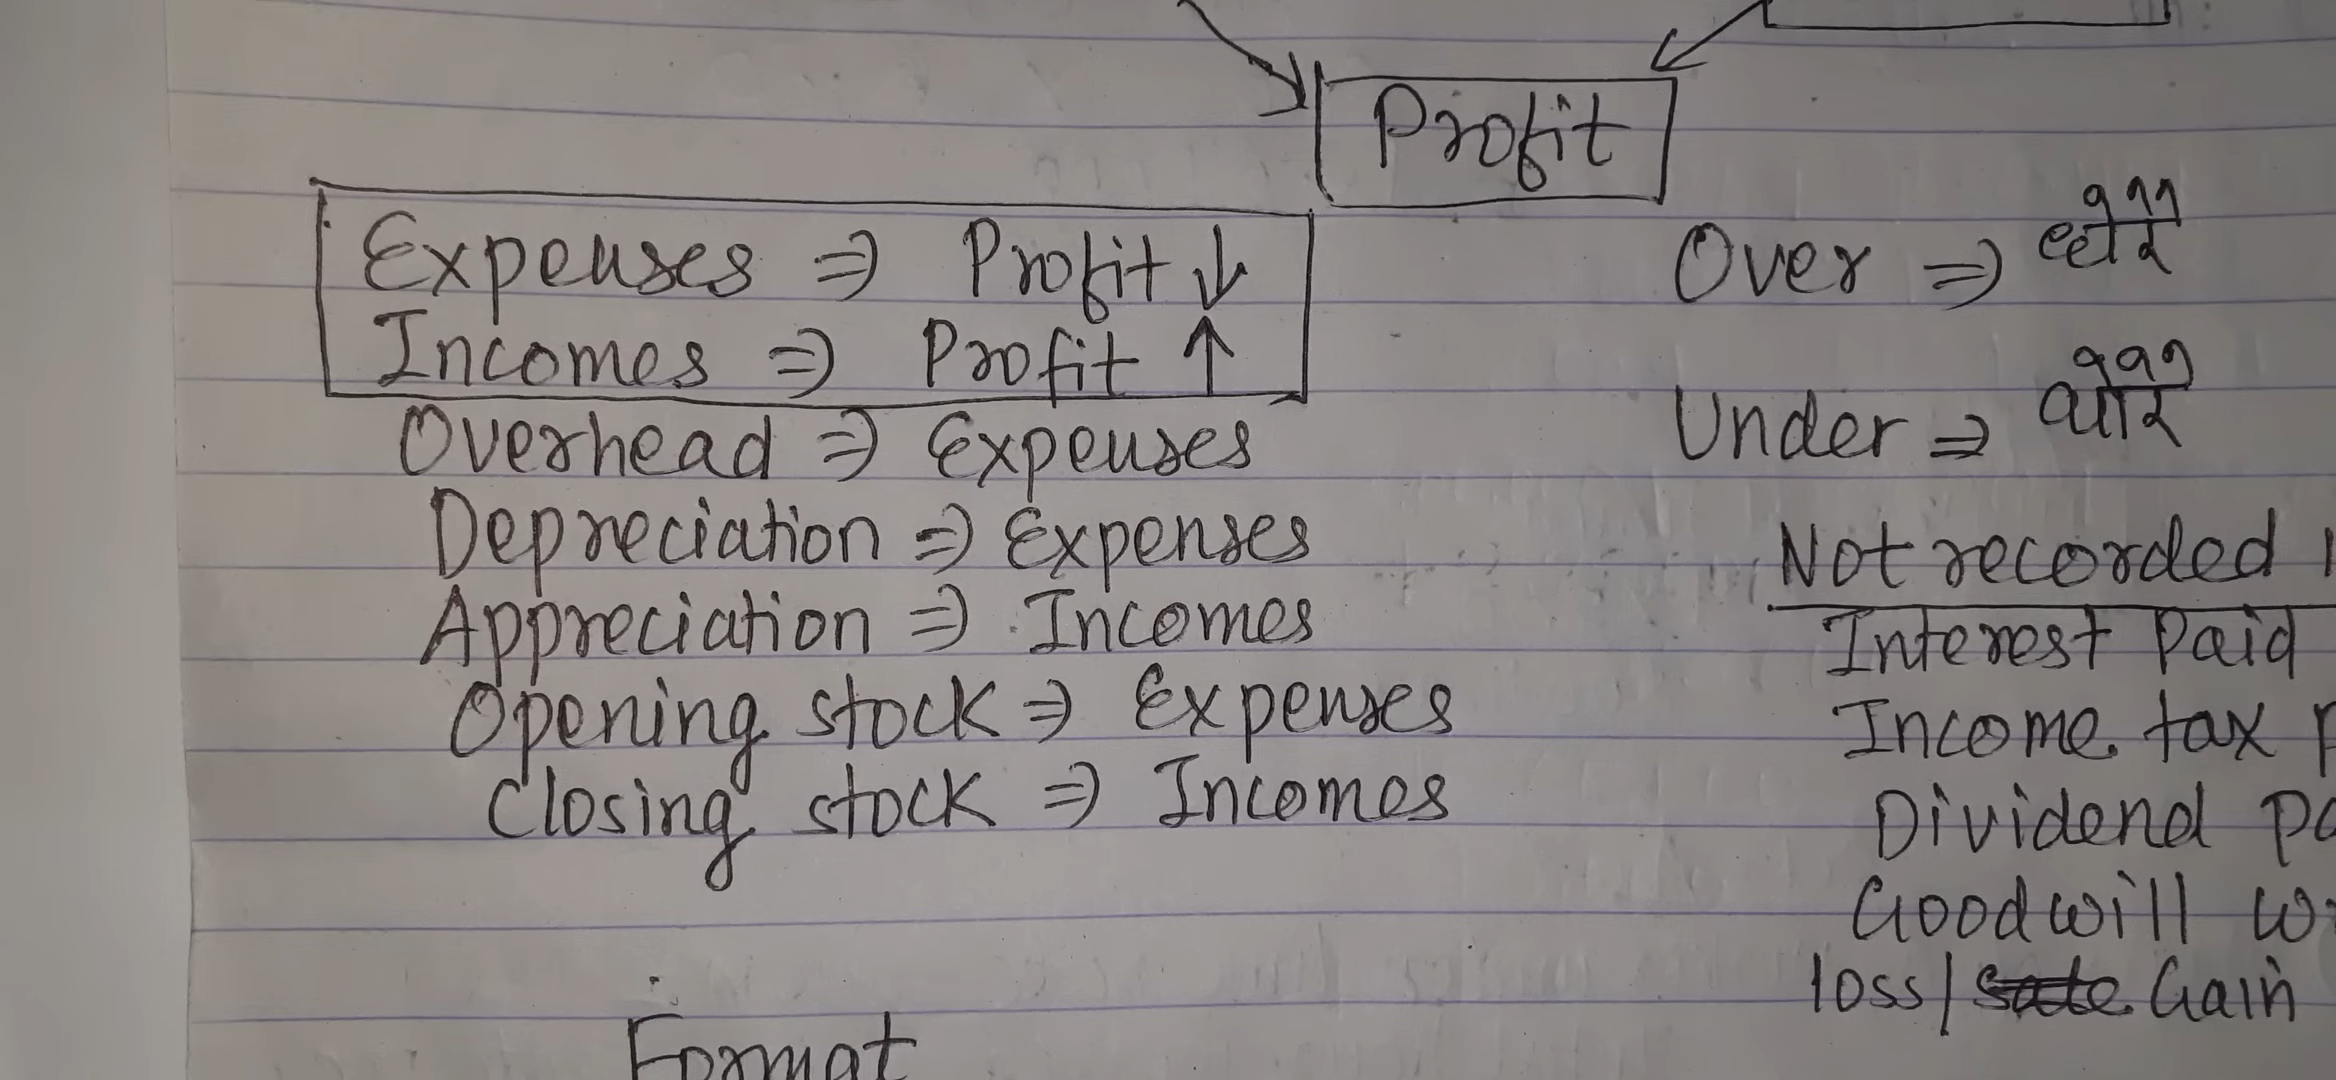 Profit
Expenses ⇒ Profit ↓
Incomes ⇒ Profit ↑
Overhead ⇒ Expenses
Depreciation ⇒ Expenses
Appreciation ⇒ Incomes
Opening stock ⇒ Expenses
Closing stock ⇒ Incomes
Format
Over ⇒
Under ⇒
Not recorded
Interest Paid
Income tax
Dividend
Goodwill
loss/ Gain